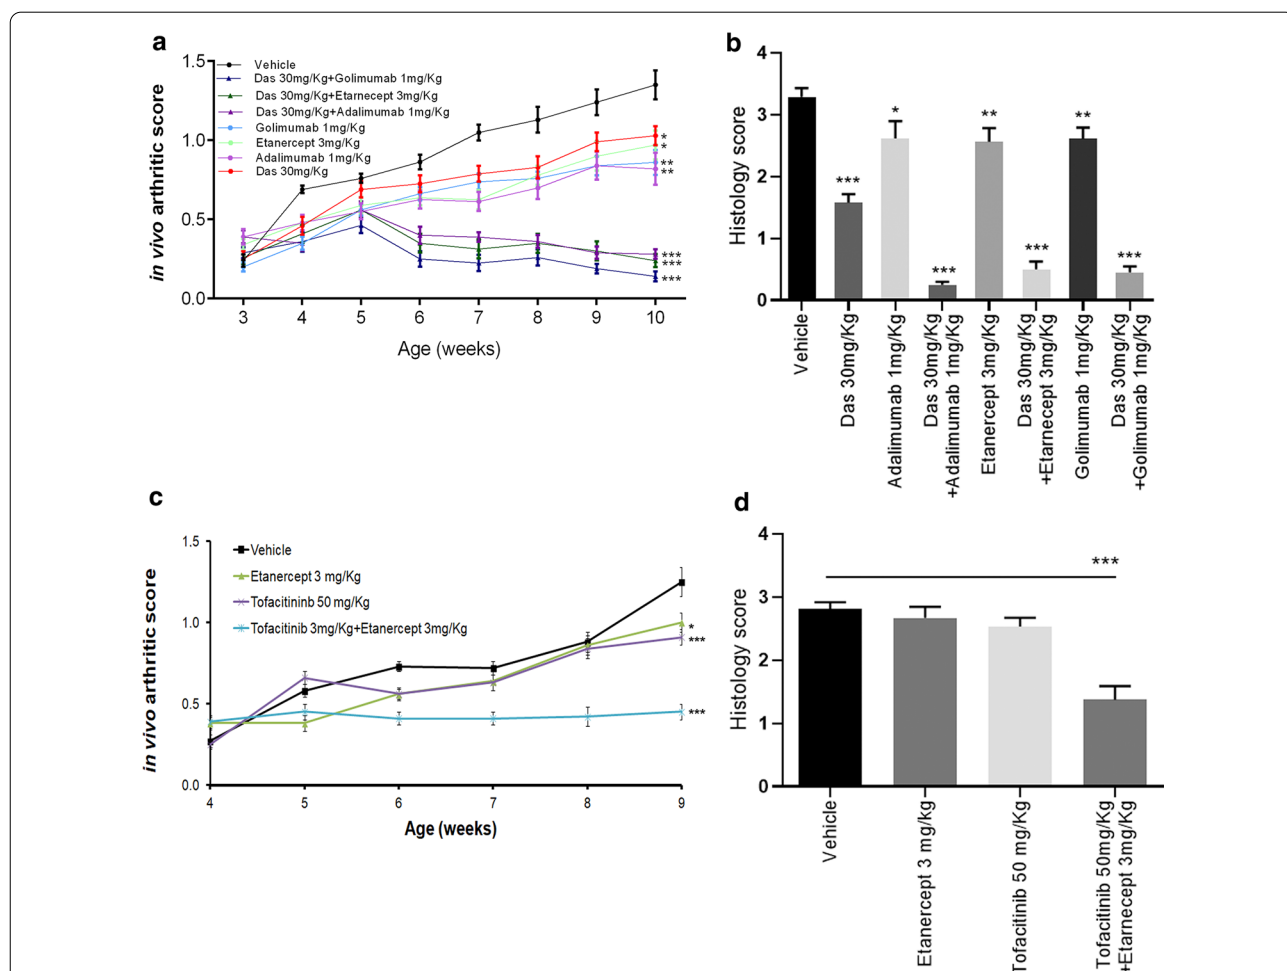 a
in vivo arthritic score
1.5
1.0
0.5
0.0
Vehicle
Das 30mg/Kg+Golimumab 1mg/Kg
Das 30mg/Kg+Etarnecept 3mg/Kg
Das 30mg/Kg+Adalimumab 1mg/Kg
Golimumab 1mg/Kg
Etanercept 3mg/Kg
Adalimumab 1mg/Kg
Das 30mg/Kg
*
*
**
**
***
***
***
3 4 5 6 7 8 9 10
Age (weeks)
b
Histology score
4
3
2
1
0
***
*
***
**
***
**
***
Vehicle
Das 30mg/Kg
Adalimumab 1mg/Kg
Das 30mg/Kg
+Adalimumab 1mg/Kg
Etanercept 3mg/Kg
Das 30mg/Kg
+Etarnecept 3mg/Kg
Golimumab 1mg/Kg
Das 30mg/Kg
+Golimumab 1mg/Kg
c
in vivo arthritic score
1.5
1.0
0.5
0.0
Vehicle
Etanercept 3 mg/Kg
Tofacitininb 50 mg/Kg
Tofacitinib 3mg/Kg+Etanercept 3mg/Kg
*
***
***
4 5 6 7 8 9
Age (weeks)
d
Histology score
4
3
2
1
0
***
Vehicle
Etanercept 3 mg/Kg
Tofacitinib 50 mg/Kg
Tofacitinib 50mg/Kg
+Etarnecept 3mg/Kg